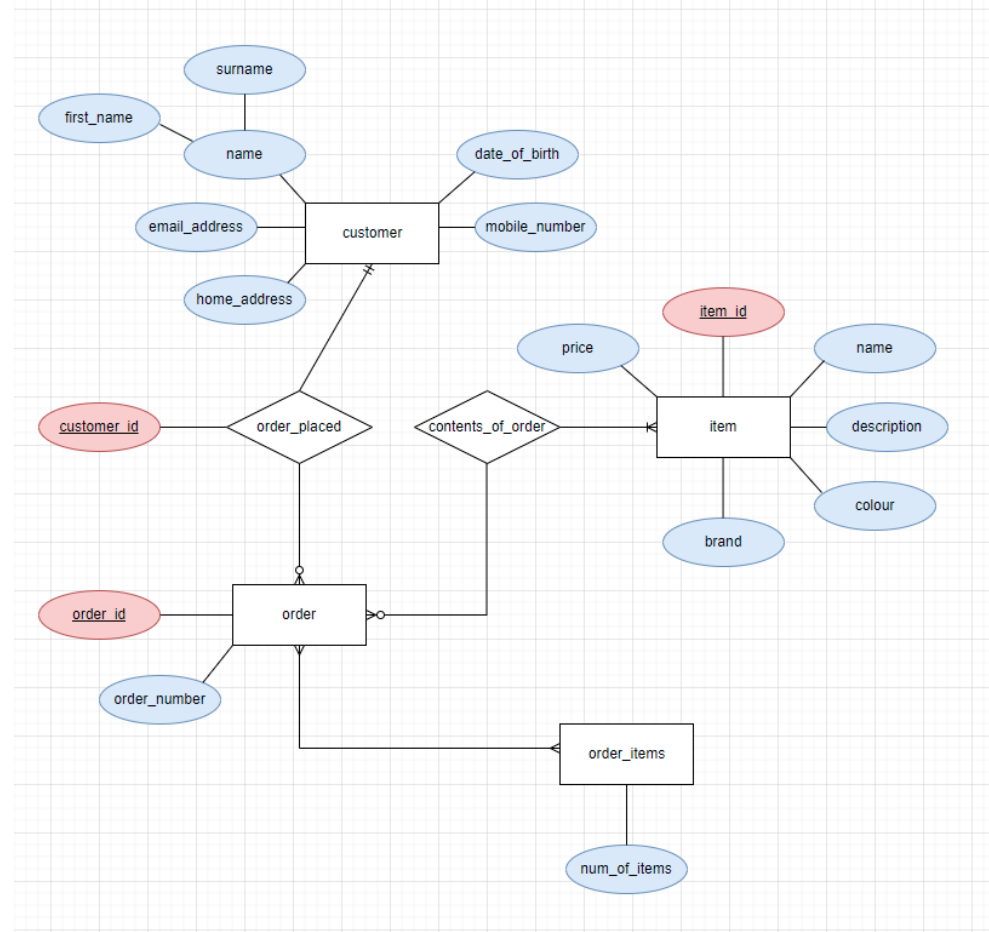 surname
first_name
name
date_of_birth
email_address
customer
mobile_number
home_address
item_id
price
name
customer_id
order_placed
contents_of_order
item
description
colour
brand
order_id
order
order_number
order_items
num_of_items